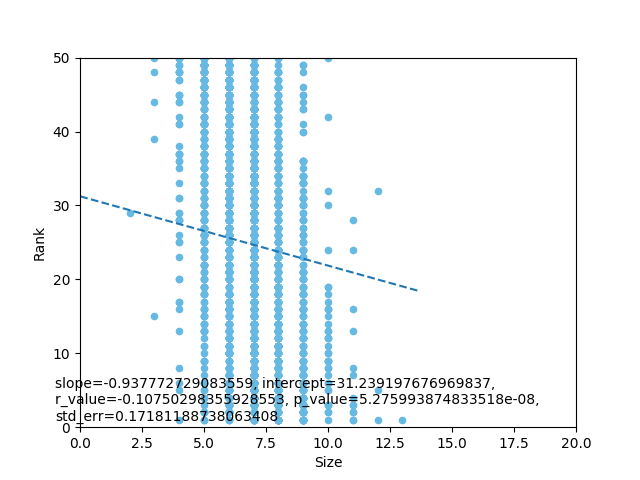 50
40
30
20
10
0
Rank
slope=-0.937772729083559, intercept=31.239197676969837,
r_value=-0.10750298355928553, p_value=5.275993874833518e-08,
std_err=0.17181188738063408
0.0 2.5 5.0 7.5 10.0 12.5 15.0 17.5 20.0
Size